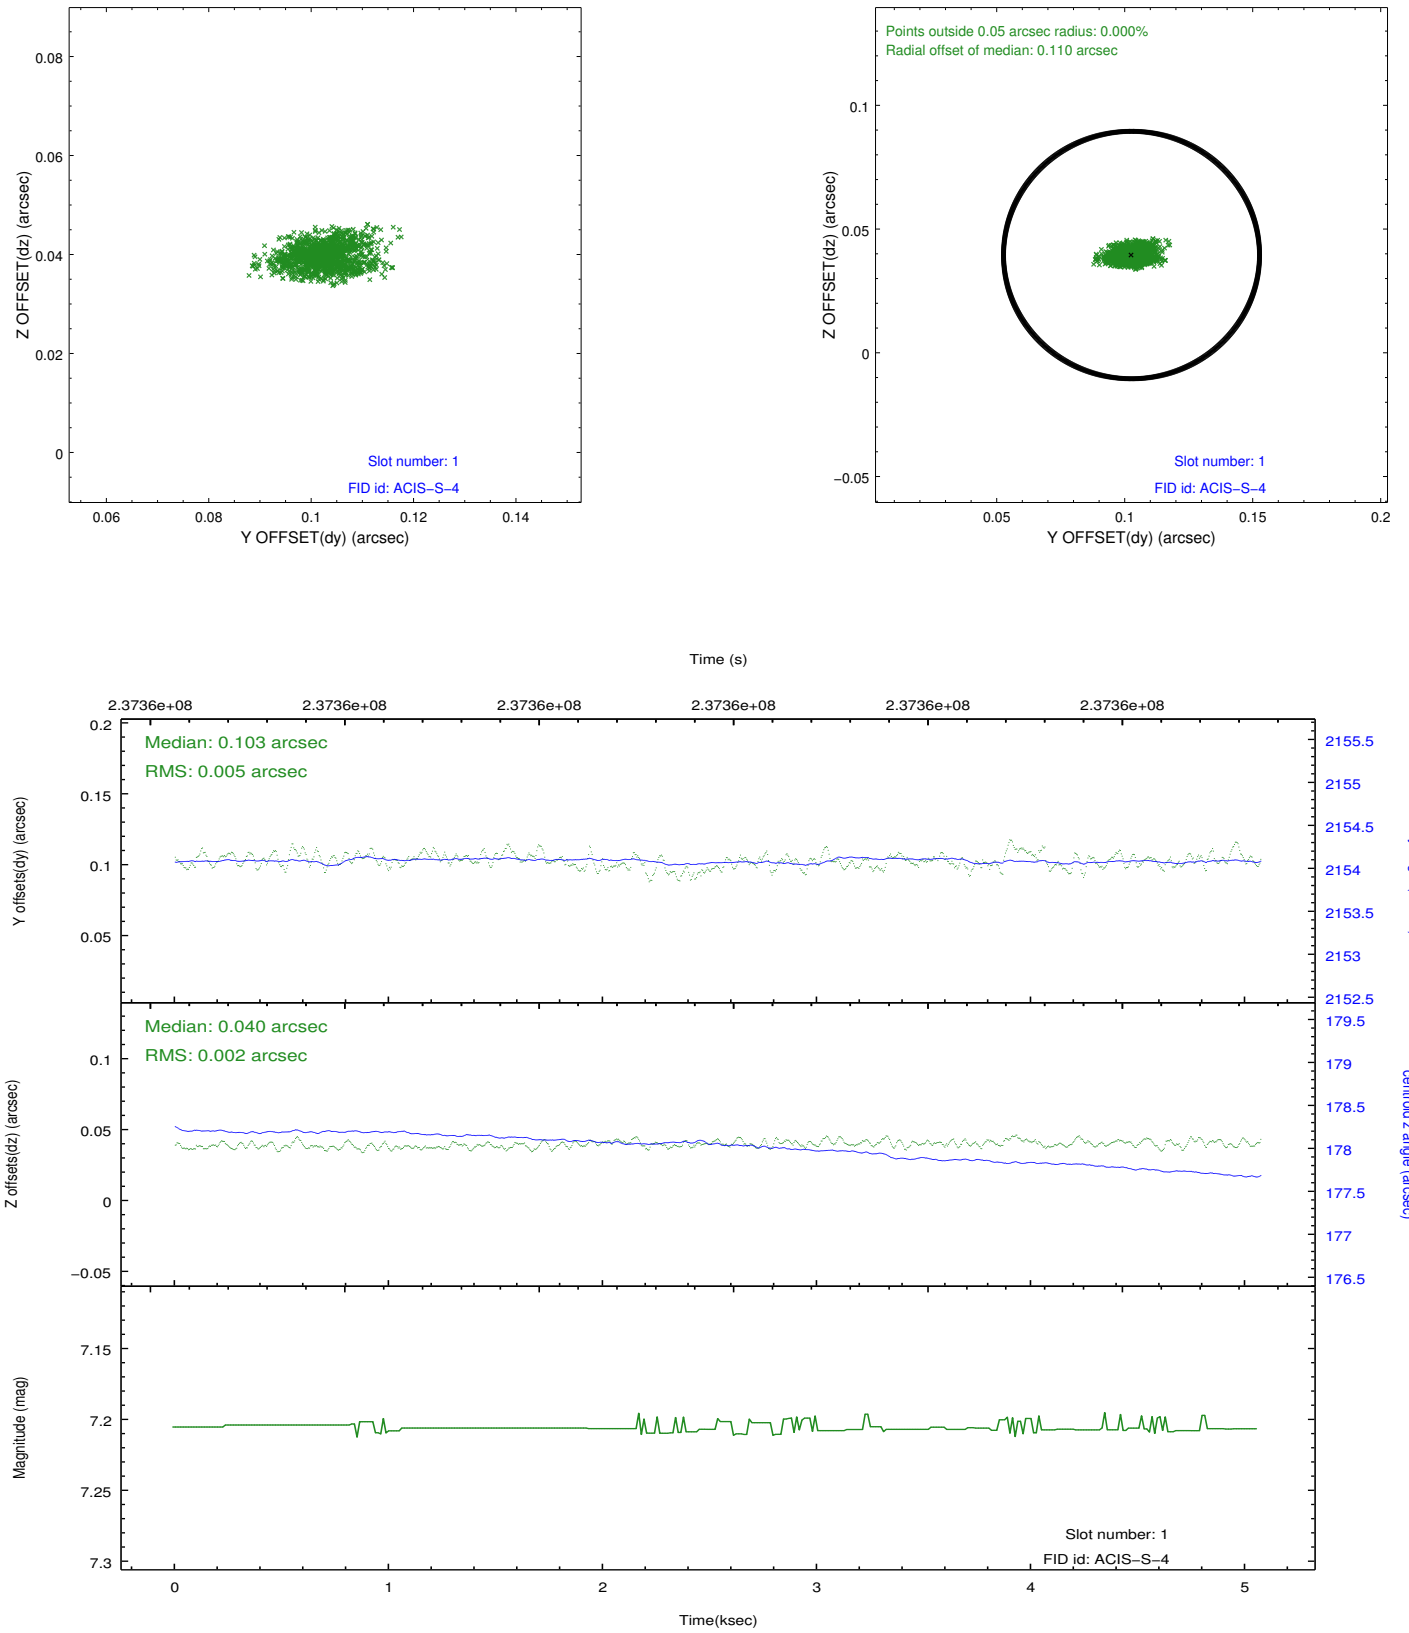 0.08
0.06
0.04
0.02
0
Z OFFSET(dz) (arcsec)
Slot number: 1
FID id: ACIS−S−4
0.06 0.08 0.1 0.12 0.14
Y OFFSET(dy) (arcsec)
Points outside 0.05 arcsec radius: 0.000%
Radial offset of median: 0.110 arcsec
0.1
0.05
0
−0.05
Z OFFSET(dz) (arcsec)
Slot number: 1
FID id: ACIS−S−4
0.05 0.1 0.15 0.2
Y OFFSET(dy) (arcsec)
Time (s)
2.3736e+08 2.3736e+08 2.3736e+08 2.3736e+08 2.3736e+08 2.3736e+08
Median: 0.103 arcsec
RMS: 0.005 arcsec
0.2
0.15
0.1
0.05
Y offsets(dy) (arcsec)
2155.5
2155
2154.5
2154
2153.5
2153
2152.5
Median: 0.040 arcsec
RMS: 0.002 arcsec
0.1
0.05
0
−0.05
Z offsets(dz) (arcsec)
179.5
179
178.5
178
177.5
177
176.5
centroid z angle (arcsec)
7.15
7.2
7.25
7.3
Magnitude (mag)
Slot number: 1
FID id: ACIS−S−4
0 1 2 3 4 5
Time(ksec)